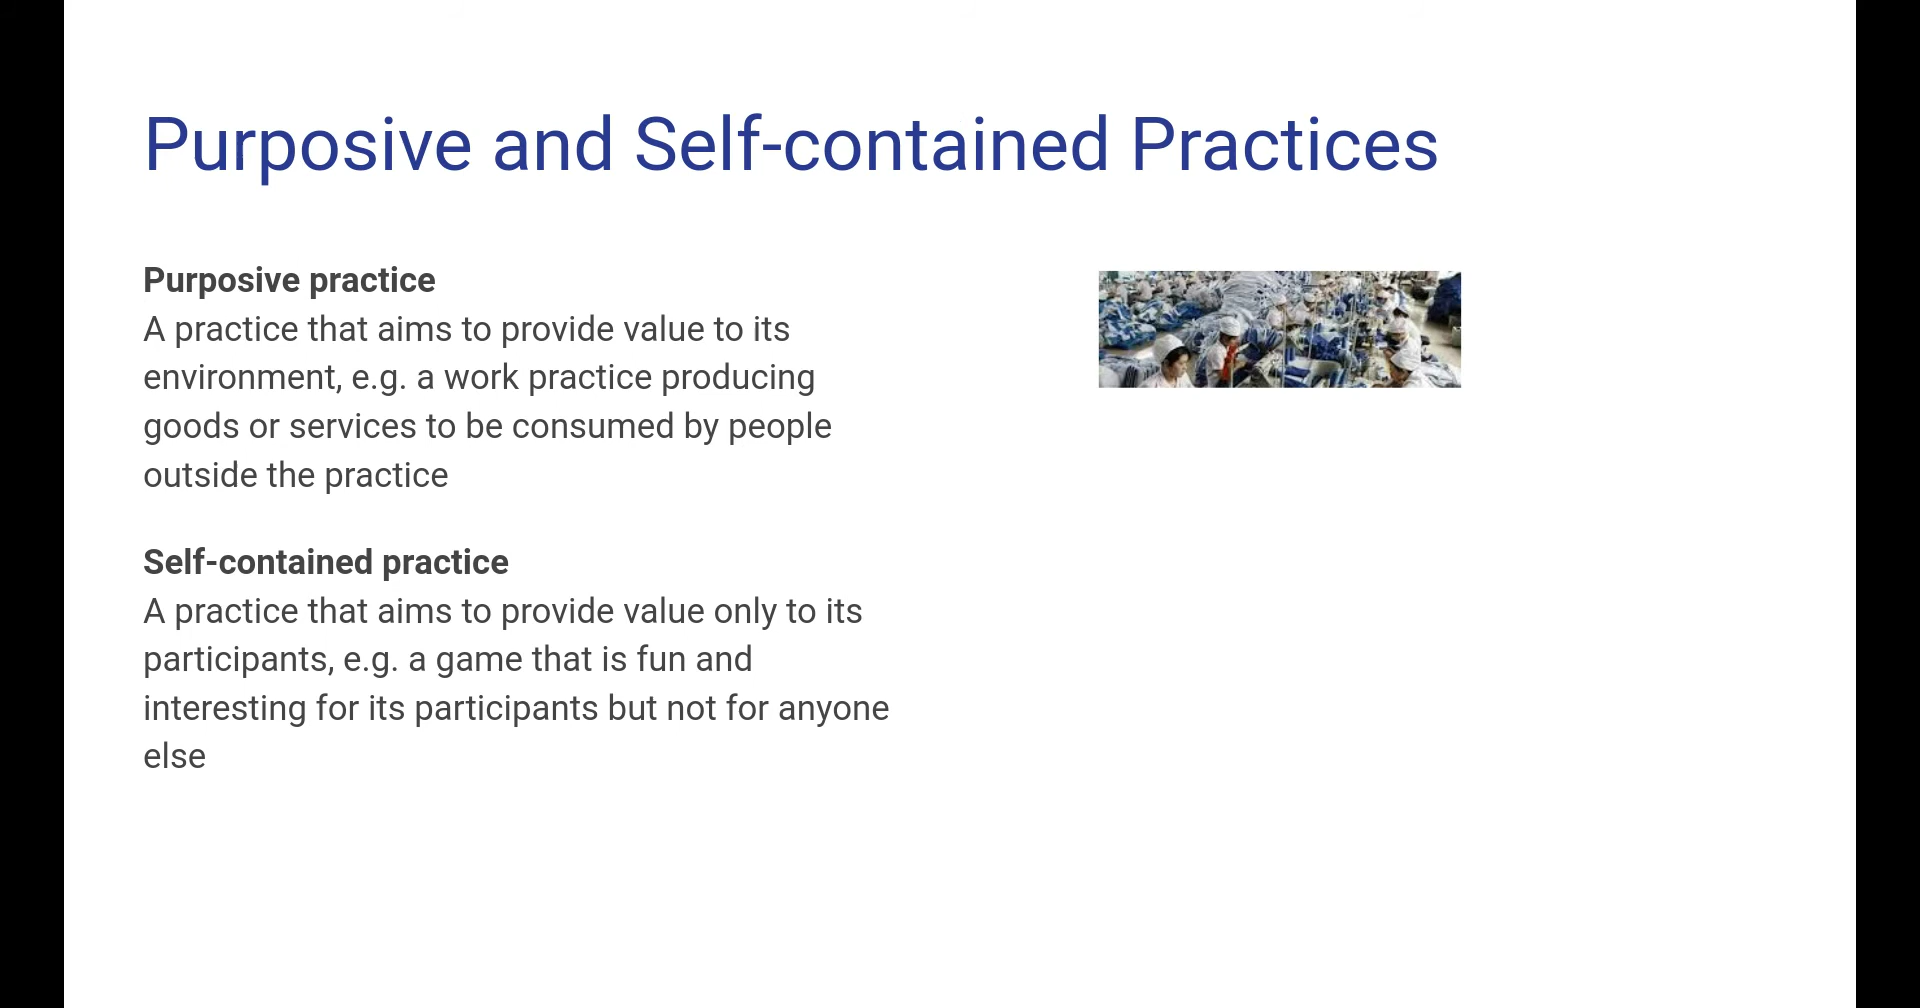 Purposive and Self-contained Practices
Purposive practice
A practice that aims to provide value to its
environment, e.g. a work practice producing
goods or services to be consumed by people
outside the practice
Self-contained practice
A practice that aims to provide value only to its
participants, e.g. a game that is fun and
interesting for its participants but not for anyone
else